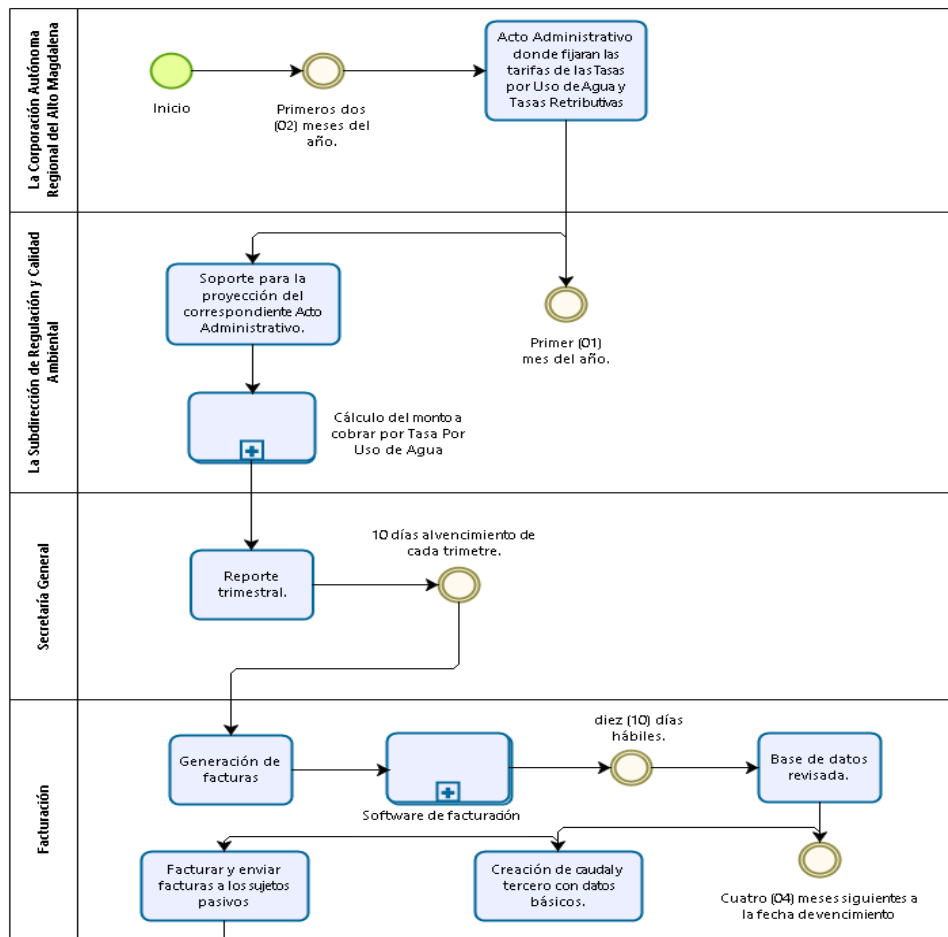 La Corporación Autónoma
Regional del Alto Magdalena
Inicio
Primeros dos
(02) meses del
año.
Acto Administrativo
donde fijaran las
tarifas de las Tasas
por Uso de Agua y
Tasas Retributivas
La Subdirección de Regulación y Calidad
Ambiental
Soporte para la
proyección del
correspondiente Acto
Administrativo.
Primer (01)
mes del año.
Cálculo del monto a
cobrar por Tasa Por
Uso de Agua
Secretaría General
Reporte
trimestral.
10 días al vencimiento de
cada trimetre.
Facturación
Generación de
facturas
Software de facturación
diez (10) días
hábiles.
Base de datos
revisada.
Facturar y enviar
facturas a los sujetos
pasivos
Creación de caudal y
tercero con datos
básicos.
Cuatro (04) meses siguientes a
la fecha de vencimiento